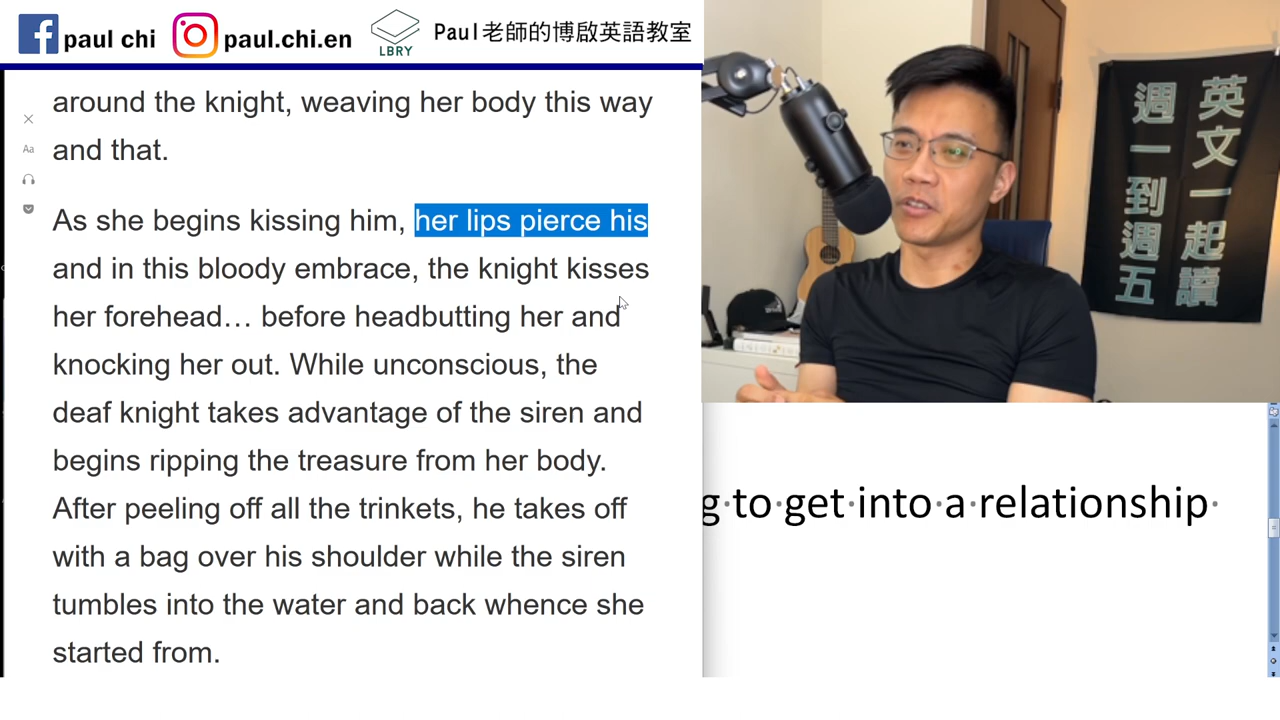 paul chi
paul.chi.en
LBRY
Paul老師的博啟英語教室
around the knight, weaving her body this way
and that.
Aa
As she begins kissing him, her lips pierce his
and in this bloody embrace, the knight kisses
her forehead… before headbutting her and
knocking her out. While unconscious, the
deaf knight takes advantage of the siren and
begins ripping the treasure from her body.
After peeling off all the trinkets, he takes off
with a bag over his shoulder while the siren
tumbles into the water and back whence she
started from.
英文一起讀
週一到週五
g·to·get·into·a·relationship·